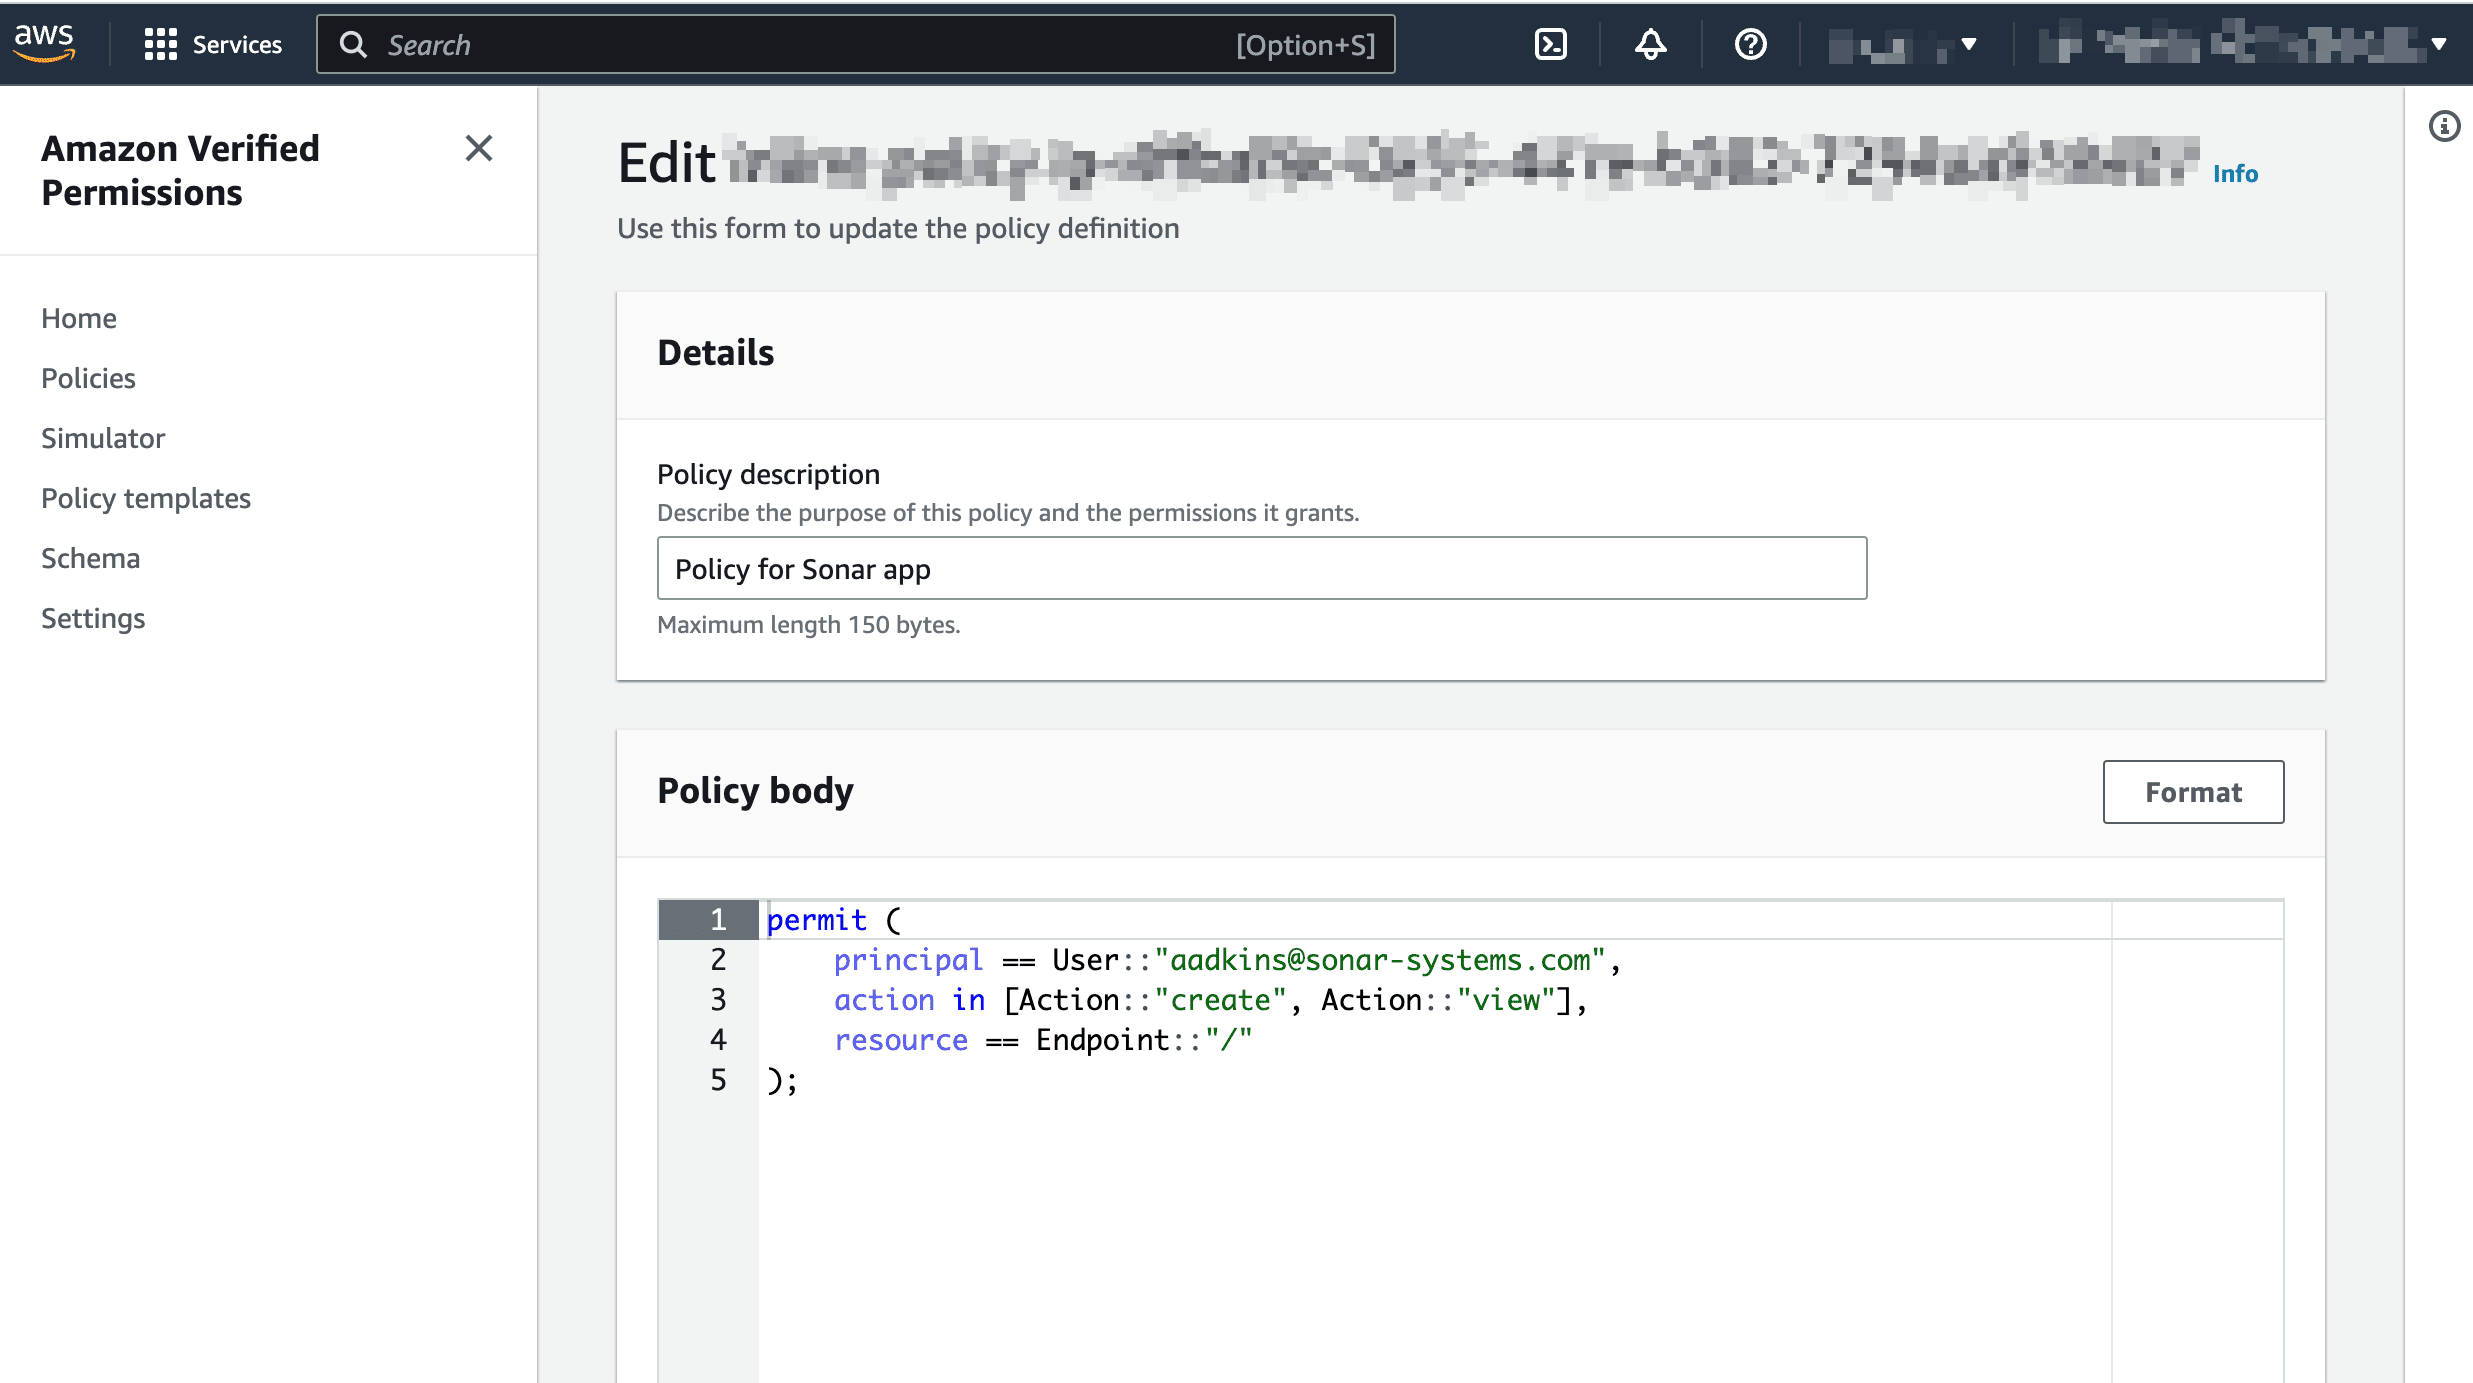 aws Services Search [Option+S]
Amazon Verified
Permissions
Home
Policies
Simulator
Policy templates
Schema
Settings
Edit Info
Use this form to update the policy definition
Details
Policy description
Describe the purpose of this policy and the permissions it grants.
Policy for Sonar app
Maximum length 150 bytes.
Policy body
Format
1 permit (
2 principal == User::"aadkins@sonar-systems.com",
3 action in [Action::"create", Action::"view"],
4 resource == Endpoint::"/"
5 );